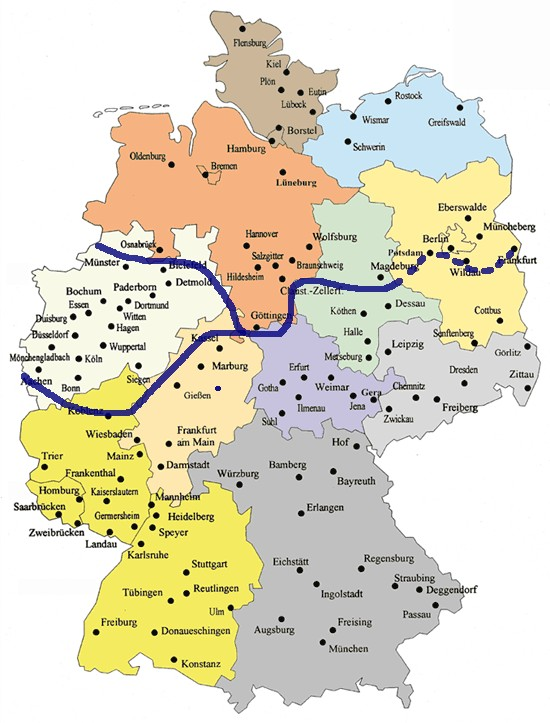 Flensburg
Kiel
Plön
Eutin
Lübeck
Rostock
Greifswald
Wismar
Borstel
Hamburg
Schwerin
Oldenburg
Bremen
Lüneburg
Eberswalde
Müncheberg
Hannover
Wolfsburg
Berlin
Osnabrück
Potsdam
Frankfurt
Salzgitter
Braunschweig
Münster
Bielefeld
Hildesheim
Magdeburg
Wildau
Detmold
Claust.-Zellerf.
Bochum
Paderborn
Essen
Dortmund
Dessau
Duisburg
Witten
Göttingen
Köthen
Cottbus
Hagen
Düsseldorf
Kassel
Halle
Senftenberg
Wuppertal
Leipzig
Görlitz
Mönchengladbach
Köln
Merseburg
Siegen
Marburg
Erfurt
Dresden
Zittau
Aachen
Bonn
Gotha
Weimar
Gera
Chemnitz
Gießen
Ilmenau
Jena
Freiberg
Koblenz
Suhl
Zwickau
Wiesbaden
Frankfurt
am Main
Hof
Trier
Mainz
Darmstadt
Würzburg
Bamberg
Frankenthal
Bayreuth
Homburg
Kaiserslautern
Mannheim
Saarbrücken
Germersheim
Heidelberg
Erlangen
Zweibrücken
Speyer
Landau
Karlsruhe
Stuttgart
Eichstätt
Regensburg
Straubing
Tübingen
Reutlingen
Ingolstadt
Deggendorf
Ulm
Passau
Freiburg
Donaueschingen
Augsburg
Freising
München
Konstanz